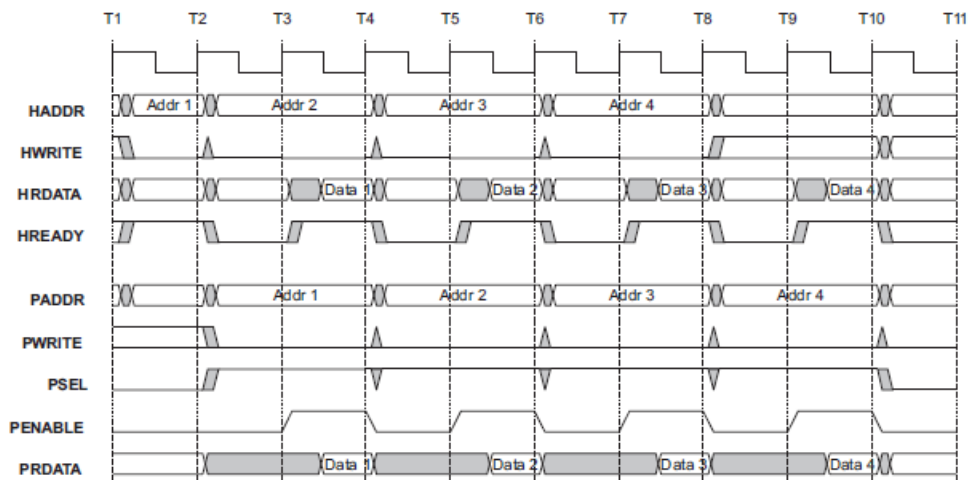 T1 T2 T3 T4 T5 T6 T7 T8 T9 T10 T11
HADDR Addr 1 Addr 2 Addr 3 Addr 4
HWRITE
HRDATA Data 1 Data 2 Data 3 Data 4
HREADY
PADDR Addr 1 Addr 2 Addr 3 Addr 4
PWRITE
PSEL
PENABLE
PRDATA Data 1 Data 2 Data 3 Data 4